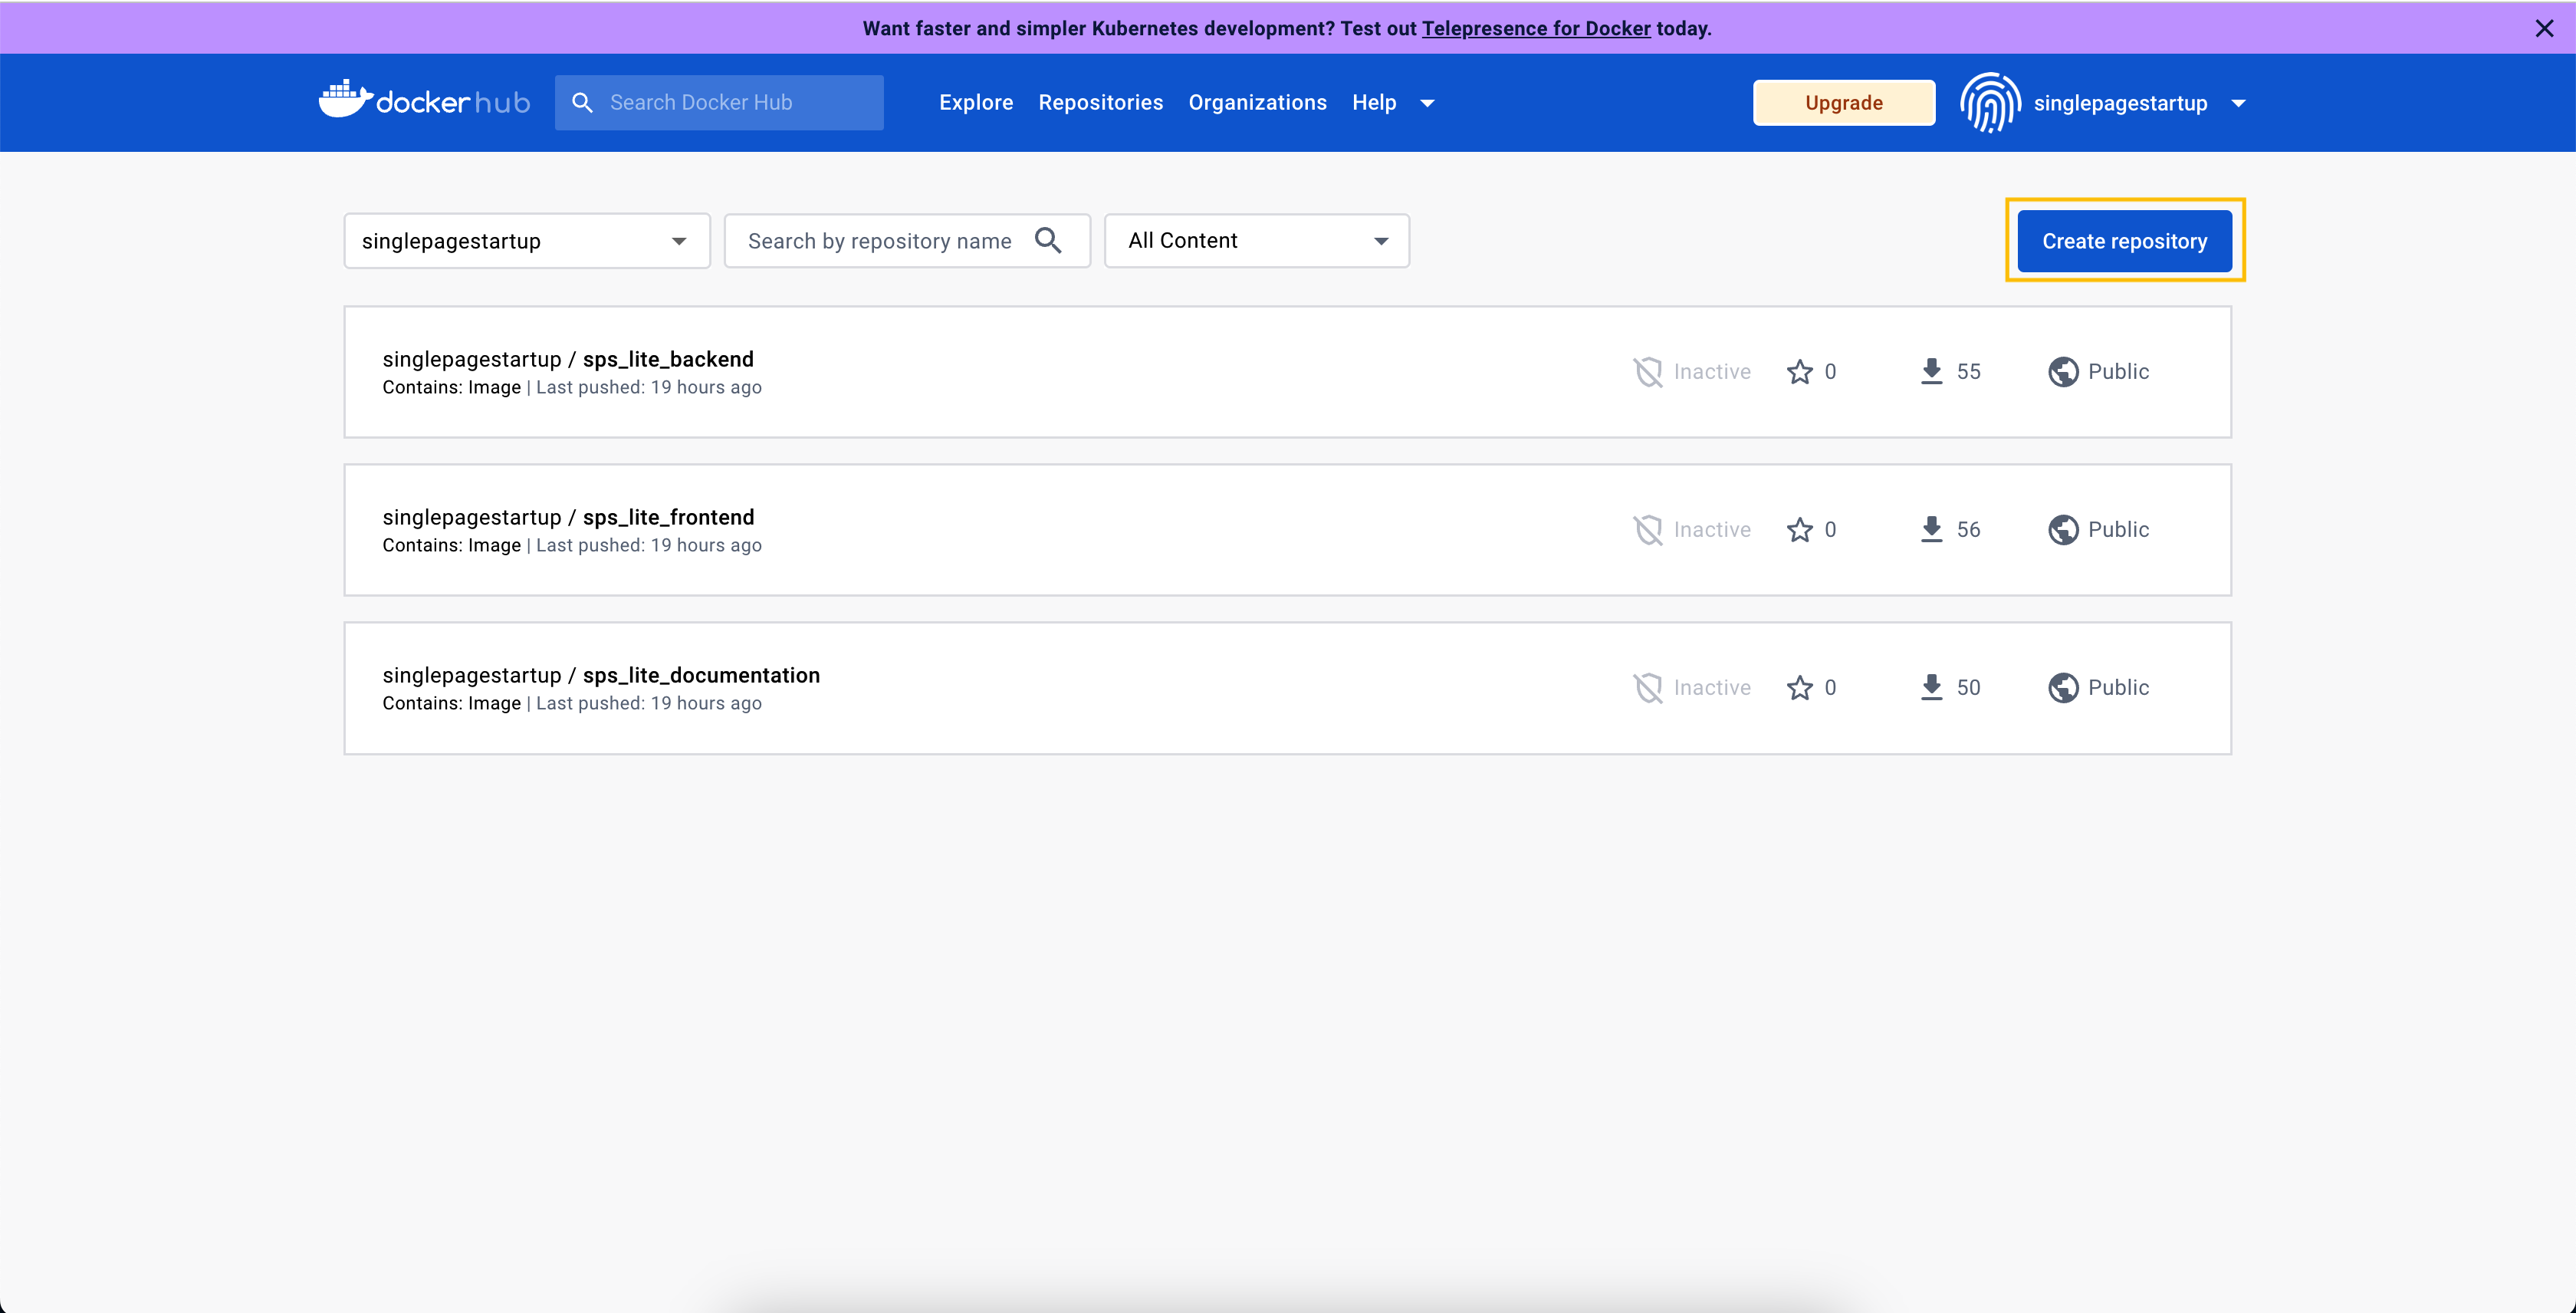 Want faster and simpler Kubernetes development? Test out Telepresence for Docker today.
docker hub
Search Docker Hub
Explore
Repositories
Organizations
Help
Upgrade
singlepagestartup
singlepagestartup
Search by repository name
All Content
Create repository
singlepagestartup / sps_lite_backend
Contains: Image | Last pushed: 19 hours ago
Inactive
0
55
Public
singlepagestartup / sps_lite_frontend
Contains: Image | Last pushed: 19 hours ago
Inactive
0
56
Public
singlepagestartup / sps_lite_documentation
Contains: Image | Last pushed: 19 hours ago
Inactive
0
50
Public